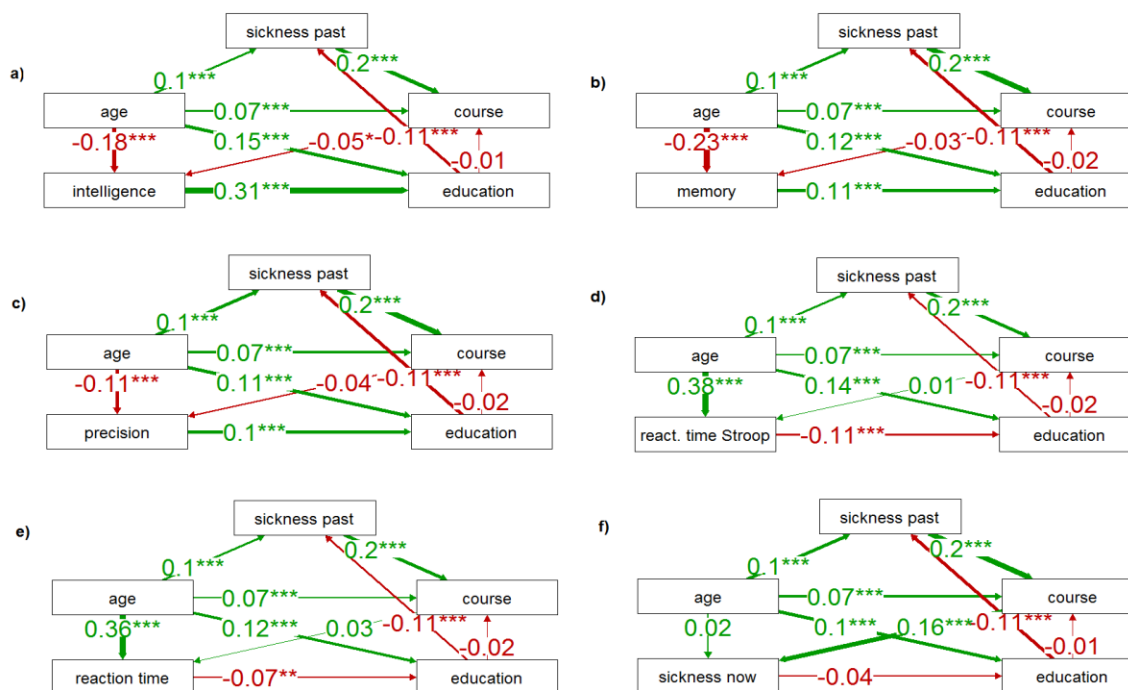 a)
sickness past
0.1***
0.2***
age
0.07***
course
-0.18***
0.15***
-0.05*
-0.11***
-0.01
intelligence
0.31***
education
b)
sickness past
0.1***
0.2***
age
0.07***
course
-0.23***
0.12***
-0.03
-0.11***
-0.02
memory
0.11***
education
c)
sickness past
0.1***
0.2***
age
0.07***
course
-0.11***
0.11***
-0.04
-0.11***
-0.02
precision
0.1***
education
d)
sickness past
0.1***
0.2***
age
0.07***
course
0.38***
0.14***
0.01
-0.11***
-0.02
react. time Stroop
-0.11***
education
e)
sickness past
0.1***
0.2***
age
0.07***
course
0.36***
0.12***
0.03
-0.11***
-0.02
reaction time
-0.07**
education
f)
sickness past
0.1***
0.2***
age
0.07***
course
0.02
0.1***
0.16***
-0.11***
-0.01
sickness now
-0.04
education